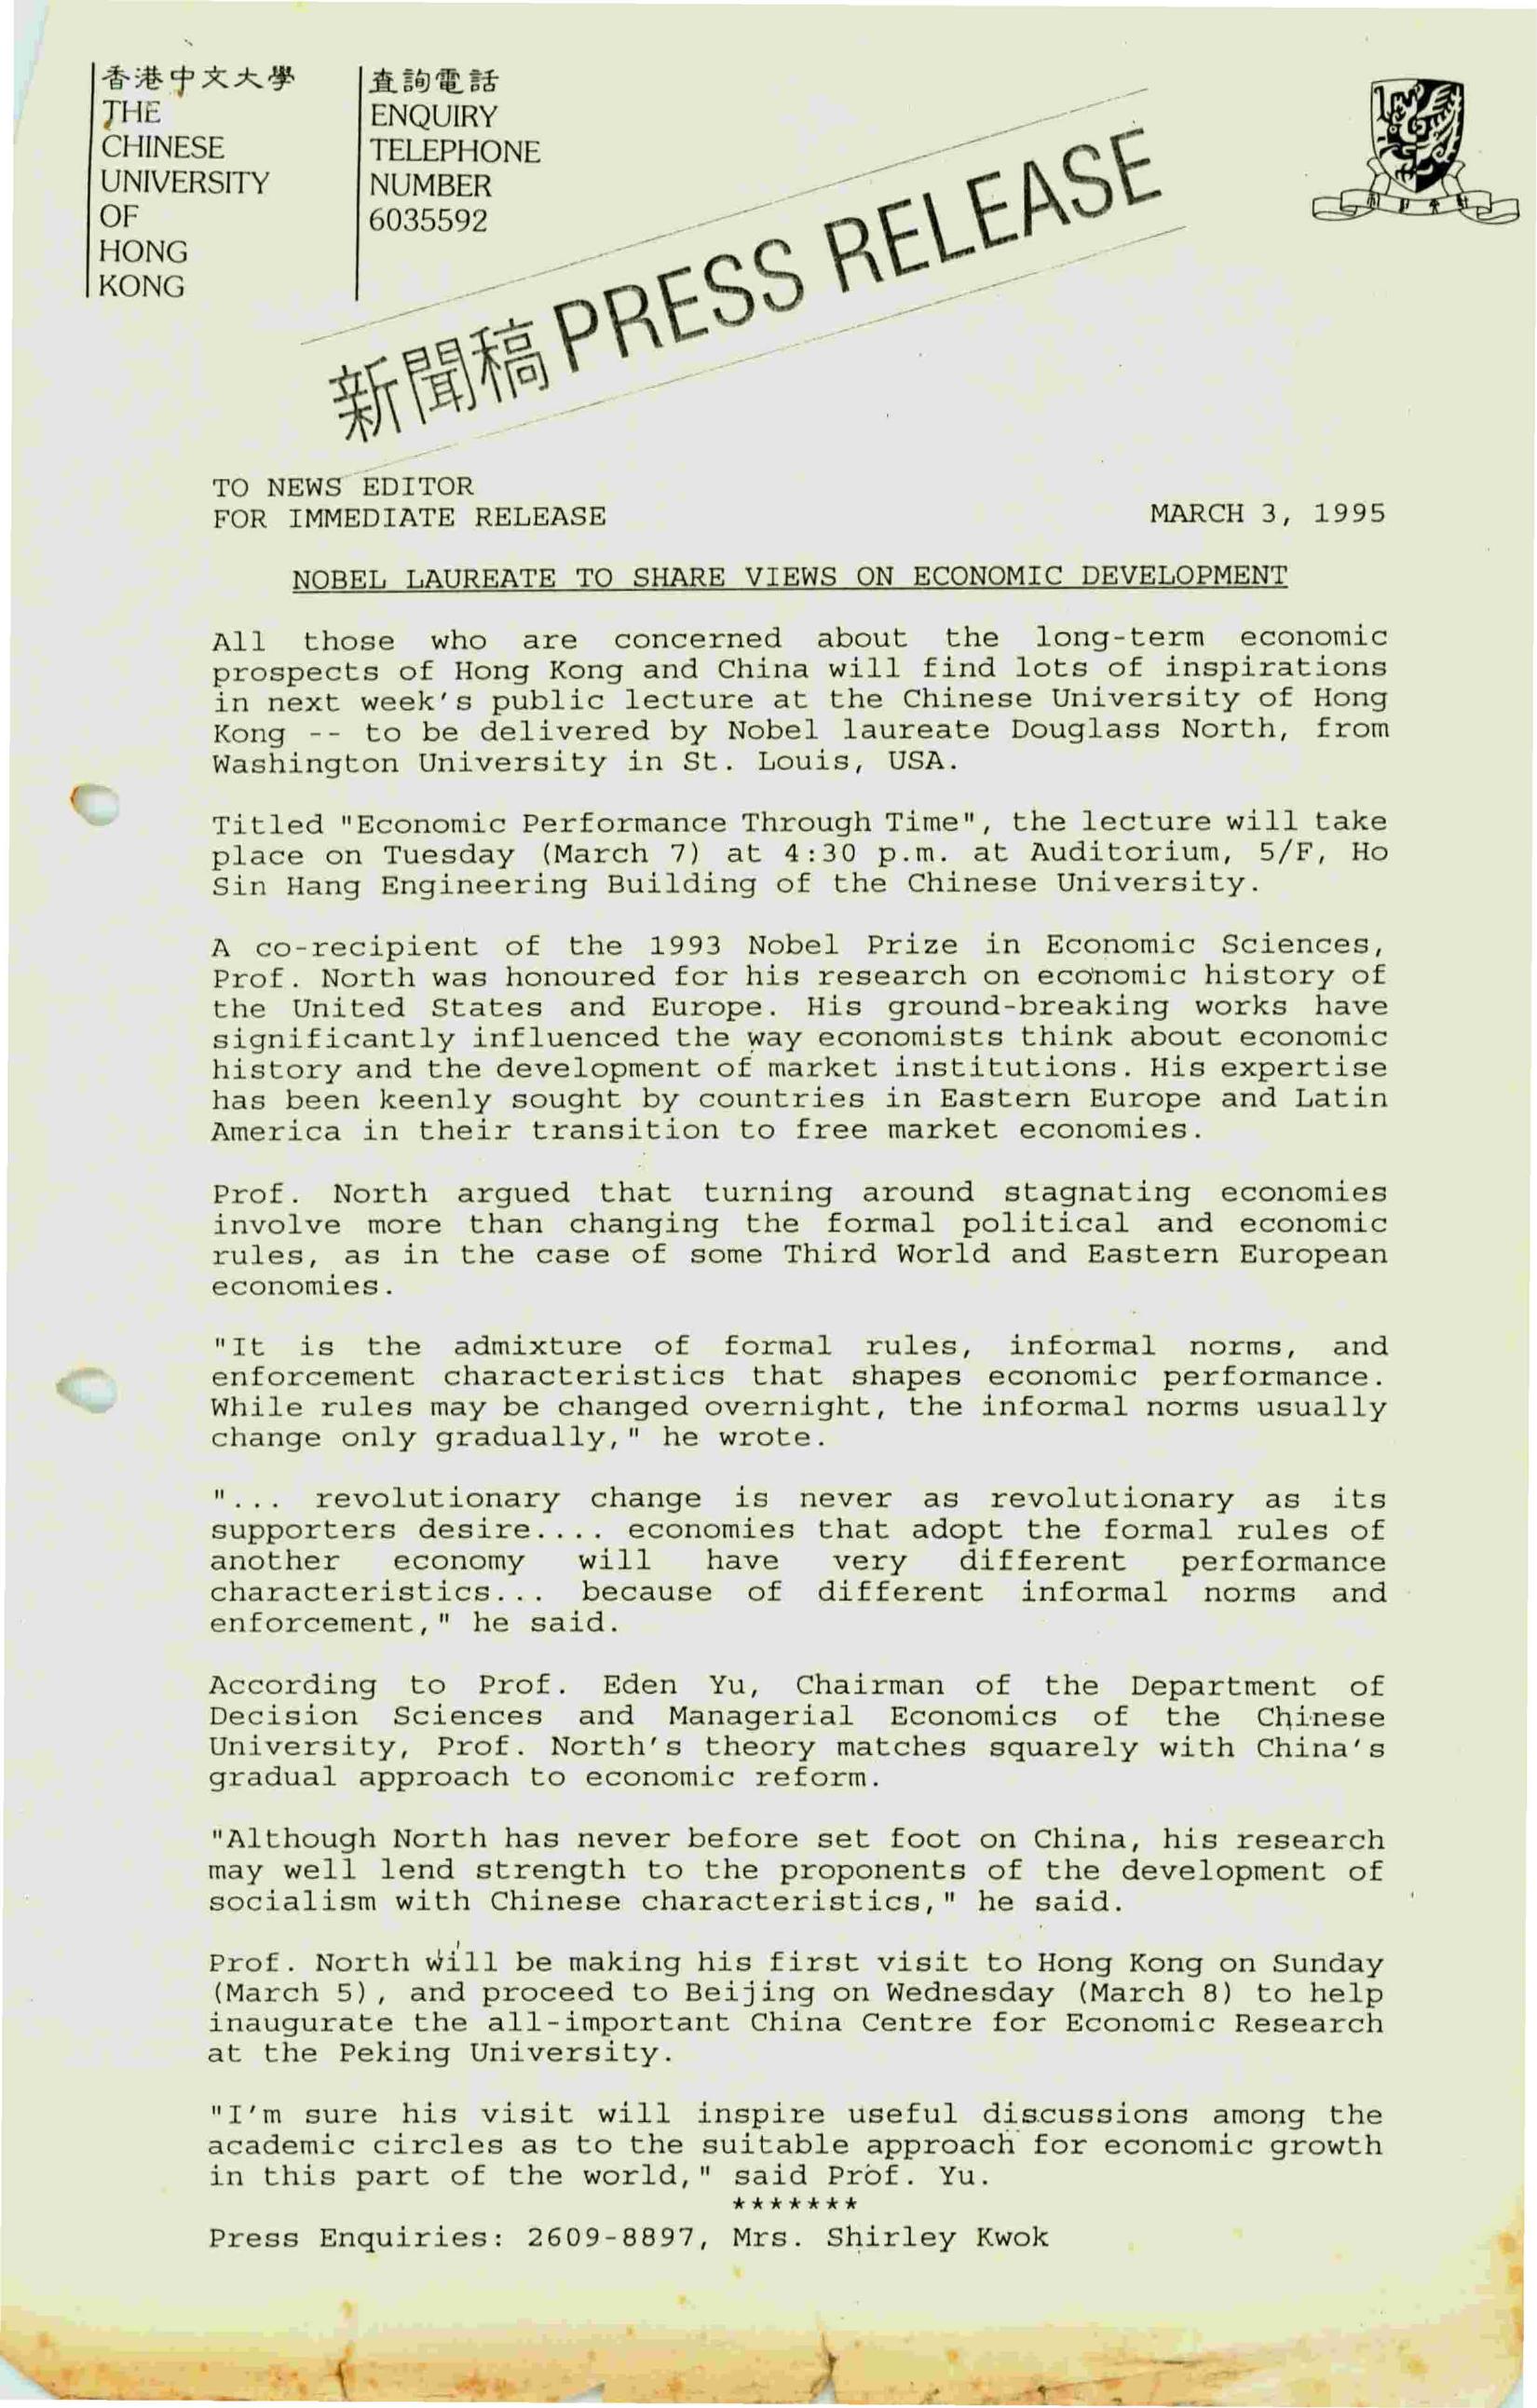 香港中文大學
THE
CHINESE
UNIVERSITY
OF
HONG
KONG
查詢電話
ENQUIRY
TELEPHONE
NUMBER
6035592
新聞稿 PRESS RELEASE
TO NEWS EDITOR
FOR IMMEDIATE RELEASE
MARCH 3, 1995
NOBEL LAUREATE TO SHARE VIEWS ON ECONOMIC DEVELOPMENT
All those who are concerned about the long-term economic
prospects of Hong Kong and China will find lots of inspirations
in next week's public lecture at the Chinese University of Hong
Kong -- to be delivered by Nobel laureate Douglass North, from
Washington University in St. Louis, USA.
Titled "Economic Performance Through Time", the lecture will take
place on Tuesday (March 7) at 4:30 p.m. at Auditorium, 5/F, Ho
Sin Hang Engineering Building of the Chinese University.
A co-recipient of the 1993 Nobel Prize in Economic Sciences,
Prof. North was honoured for his research on economic history of
the United States and Europe. His ground-breaking works have
significantly influenced the way economists think about economic
history and the development of market institutions. His expertise
has been keenly sought by countries in Eastern Europe and Latin
America in their transition to free market economies.
Prof. North argued that turning around stagnating economies
involve more than changing the formal political and economic
rules, as in the case of some Third World and Eastern European
economies.
"It is the admixture of formal rules, informal norms, and
enforcement characteristics that shapes economic performance.
While rules may be changed overnight, the informal norms usually
change only gradually," he wrote.
"... revolutionary change is never as revolutionary as its
supporters desire.... economies that adopt the formal rules of
another economy will have very different performance
characteristics... because of different informal norms and
enforcement," he said.
According to Prof. Eden Yu, Chairman of the Department of
Decision Sciences and Managerial Economics of the Chinese
University, Prof. North's theory matches squarely with China's
gradual approach to economic reform.
"Although North has never before set foot on China, his research
may well lend strength to the proponents of the development of
socialism with Chinese characteristics," he said.
Prof. North will be making his first visit to Hong Kong on Sunday
(March 5), and proceed to Beijing on Wednesday (March 8) to help
inaugurate the all-important China Centre for Economic Research
at the Peking University.
"I'm sure his visit will inspire useful discussions among the
academic circles as to the suitable approach for economic growth
in this part of the world," said Prof. Yu.
*******
Press Enquiries: 2609-8897, Mrs. Shirley Kwok